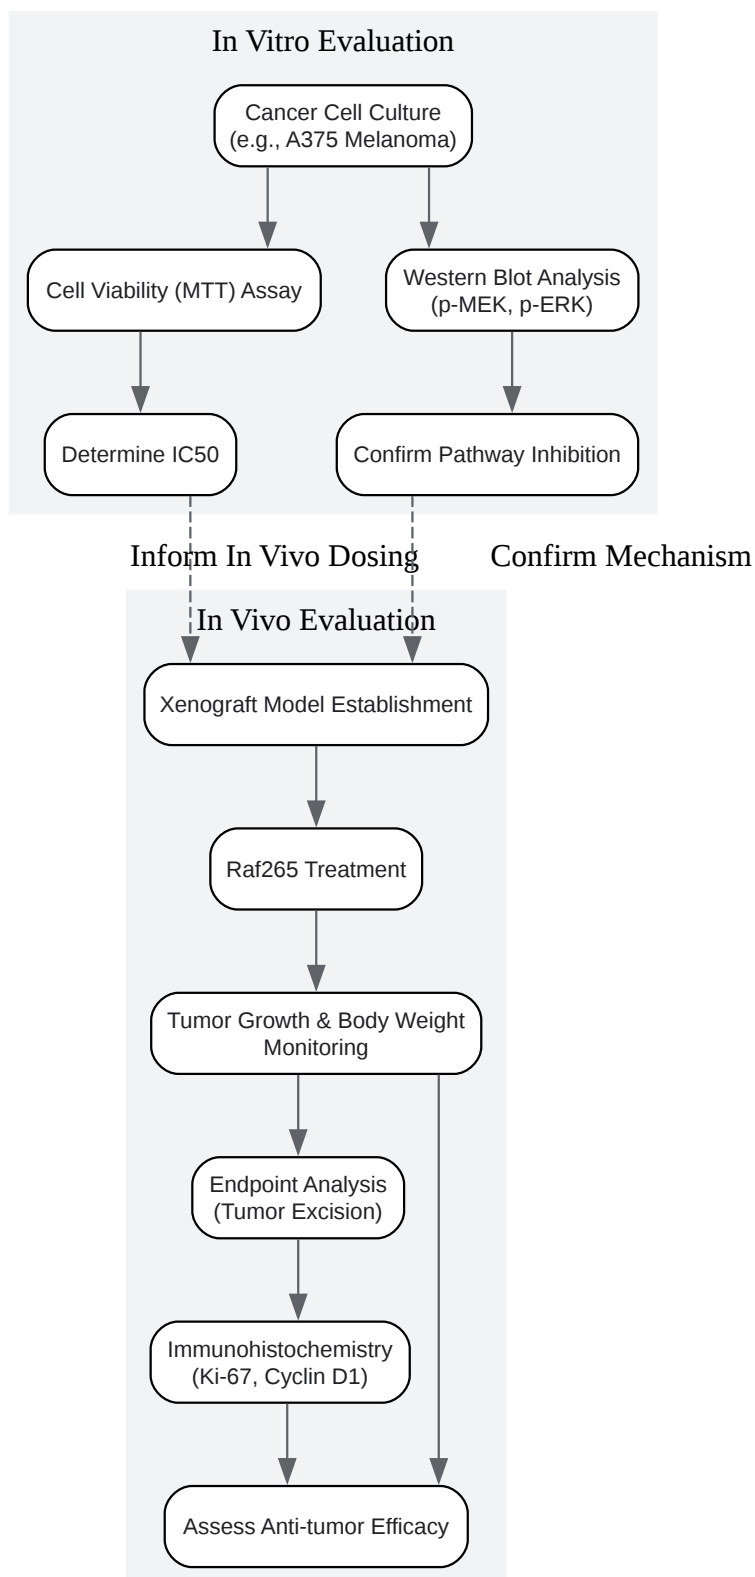 In Vitro Evaluation
Cancer Cell Culture
(e.g., A375 Melanoma)
Cell Viability (MTT) Assay
Western Blot Analysis
(p-MEK, p-ERK)
Determine IC50
Confirm Pathway Inhibition
Inform In Vivo Dosing
Confirm Mechanism
In Vivo Evaluation
Xenograft Model Establishment
Raf265 Treatment
Tumor Growth & Body Weight
Monitoring
Endpoint Analysis
(Tumor Excision)
Immunohistochemistry
(Ki-67, Cyclin D1)
Assess Anti-tumor Efficacy